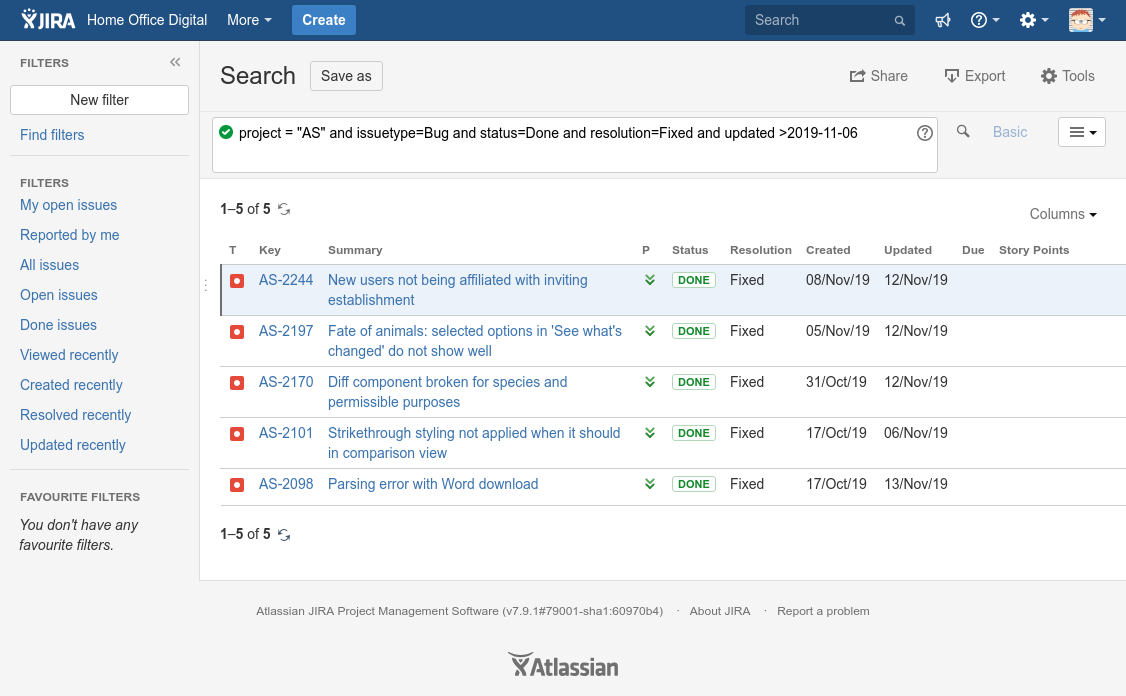 JIRA Home Office Digital More Create Search
FILTERS
New filter
Find filters
FILTERS
My open issues
Reported by me
All issues
Open issues
Done issues
Viewed recently
Created recently
Resolved recently
Updated recently
FAVOURITE FILTERS
You don't have any
favourite filters.
Search Save as Share Export Tools
project = "AS" and issuetype=Bug and status=Done and resolution=Fixed and updated >2019-11-06 Basic
1–5 of 5
Columns
T Key Summary P Status Resolution Created Updated Due Story Points
AS-2244 New users not being affiliated with inviting DONE Fixed 08/Nov/19 12/Nov/19
establishment
AS-2197 Fate of animals: selected options in 'See what's DONE Fixed 05/Nov/19 12/Nov/19
changed' do not show well
AS-2170 Diff component broken for species and DONE Fixed 31/Oct/19 12/Nov/19
permissible purposes
AS-2101 Strikethrough styling not applied when it should DONE Fixed 17/Oct/19 06/Nov/19
in comparison view
AS-2098 Parsing error with Word download DONE Fixed 17/Oct/19 13/Nov/19
1–5 of 5
Atlassian JIRA Project Management Software (v7.9.1#79001-sha1:60970b4) · About JIRA · Report a problem
Atlassian